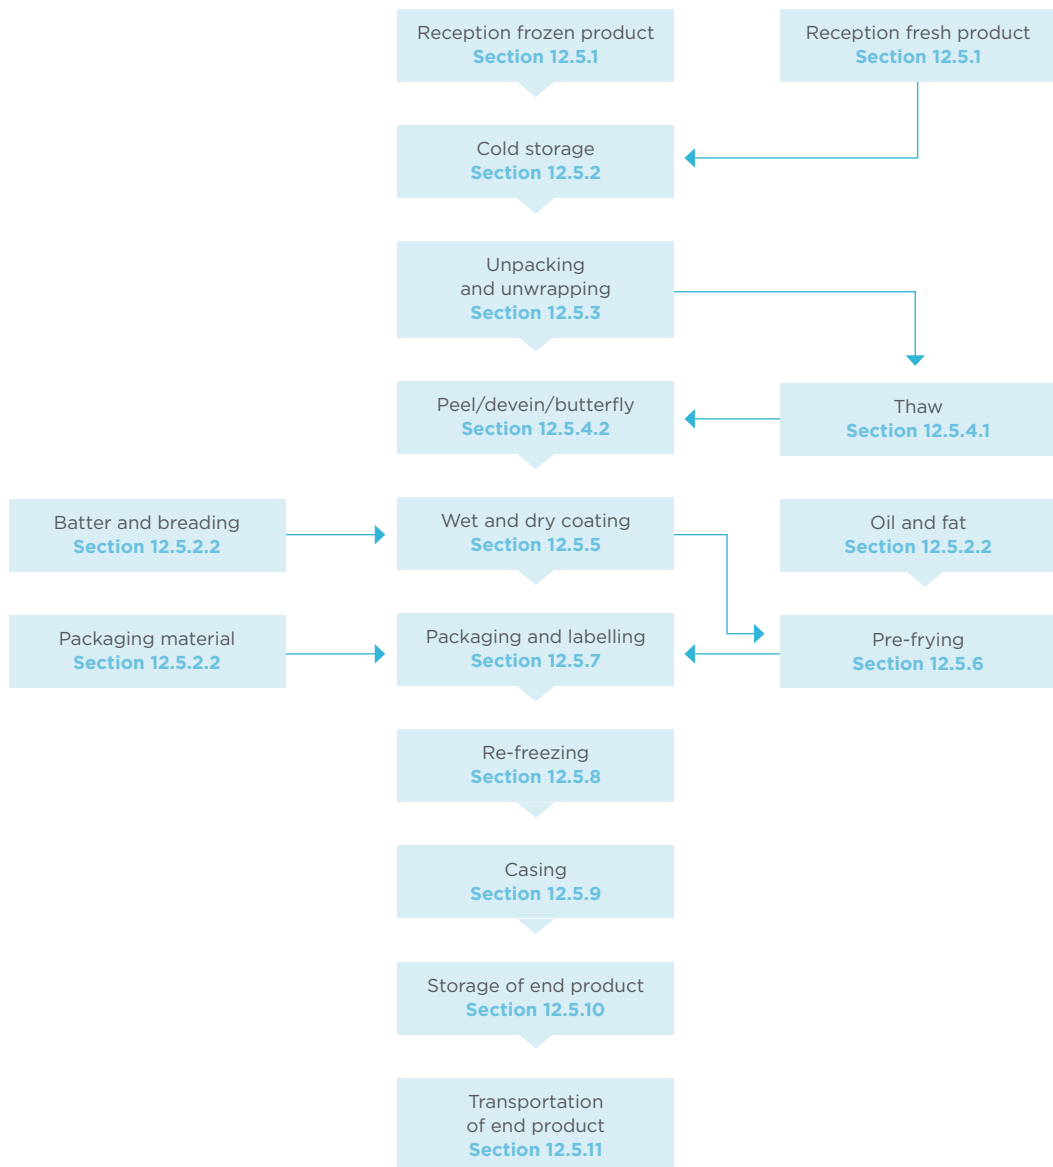 Reception frozen product
Section 12.5.1
Reception fresh product
Section 12.5.1
Cold storage
Section 12.5.2
Unpacking
and unwrapping
Section 12.5.3
Peel/devein/butterfly
Section 12.5.4.2
Thaw
Section 12.5.4.1
Batter and breading
Section 12.5.2.2
Wet and dry coating
Section 12.5.5
Oil and fat
Section 12.5.2.2
Packaging material
Section 12.5.2.2
Packaging and labelling
Section 12.5.7
Pre-frying
Section 12.5.6
Re-freezing
Section 12.5.8
Casing
Section 12.5.9
Storage of end product
Section 12.5.10
Transportation
of end product
Section 12.5.11